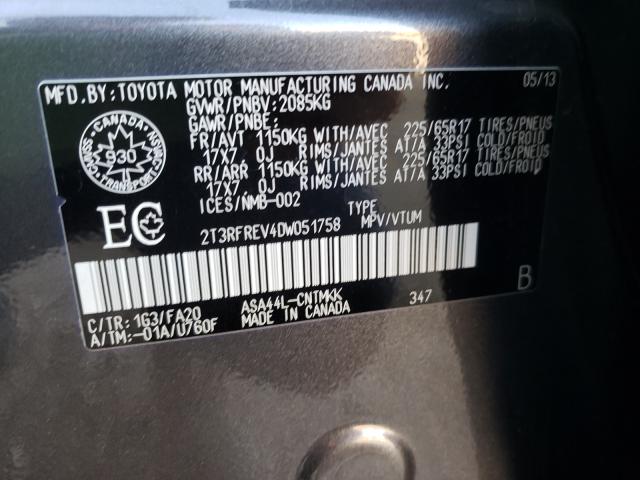 MFD.BY:TOYOTA MOTOR MANUFACTURING CANADA INC. 05/13
GVWR/PNBV:2085KG
GAWR/PNBE:
FR/AVT 1150KG WITH/AVEC 225/65R17 TIRES/PNEUS
17X7.0J RIMS/JANTES AT/A 33PSI COLD/FROID
RR/ARR 1150KG WITH/AVEC 225/65R17 TIRES/PNEUS
17X7.0J RIMS/JANTES AT/A 33PSI COLD/FROID
ICES/NMB-002
CANADA
930
TRANSPORT
EC
2T3RFREV4DW051758 TYPE MPV/VTUM
B
C/TR: 1G3/FA20 ASA44L-CNTMKK 347
A/TM:-01A/U760F MADE IN CANADA